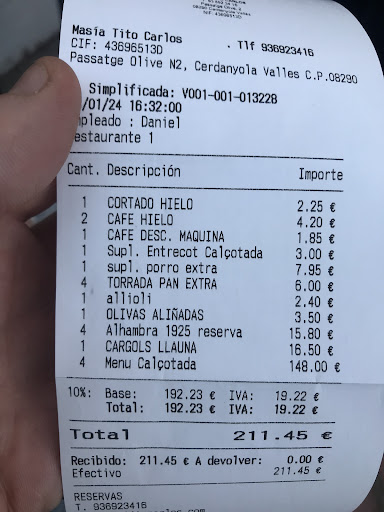 Masía Tito Carlos
CIF: 43696513D . Tlf 936923416
Passatge Olive N2, Cerdanyola Valles C.P.08290
Simplificada: V001-001-013228
/01/24 16:32:00
pleado : Daniel
estaurante 1
Cant. Descripción Importe
1 CORTADO HIELO 2.25 €
2 CAFE HIELO 4.20 €
1 CAFE DESC. MAQUINA 1.85 €
1 Supl. Entrecot Calçotada 3.00 €
1 supl. porro extra 7.95 €
4 TORRADA PAN EXTRA 6.00 €
1 allioli 2.40 €
1 OLIVAS ALIÑADAS 3.50 €
4 Alhambra 1925 reserva 15.80 €
1 CARGOLS LLAUNA 16.50 €
4 Menu Calçotada 148.00 €
10%: Base: 192.23 € IVA: 19.22 €
Total: 192.23 € IVA: 19.22 €
Total 211.45 €
Recibido: 211.45 € A devolver: 0.00 €
Efectivo 211.45 €
RESERVAS
T. 936923416